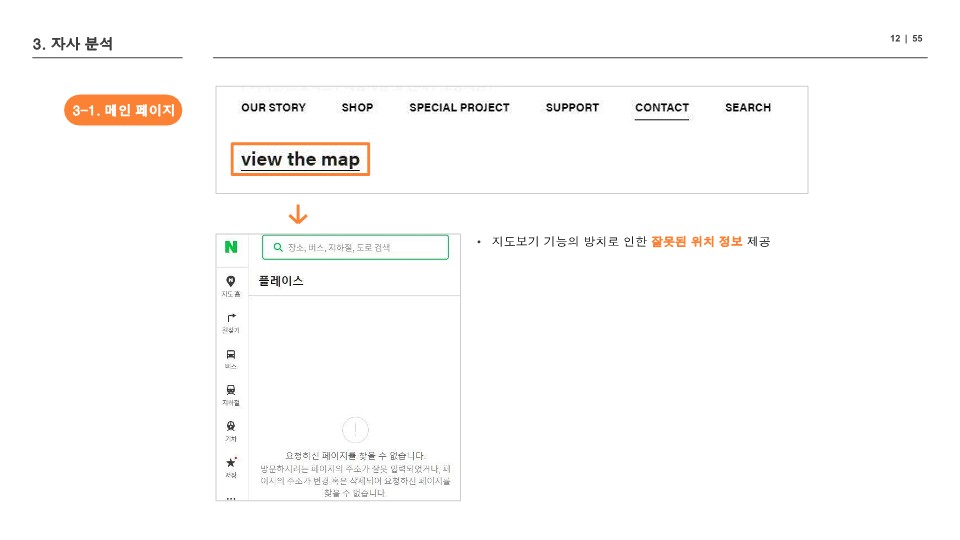 3. 자사 분석
12 | 55
3-1. 메인 페이지
OUR STORY SHOP SPECIAL PROJECT SUPPORT CONTACT SEARCH
view the map
N
장소, 버스, 지하철, 도로 검색
• 지도보기 기능의 방치로 인한 잘못된 위치 정보 제공
플레이스
지도 홈
길찾기
버스
지하철
기차
저장
요청하신 페이지를 찾을 수 없습니다.
방문하시려는 페이지의 주소가 잘못 입력되었거나, 페
이지의 주소가 변경 혹은 삭제되어 요청하신 페이지를
찾을 수 없습니다.